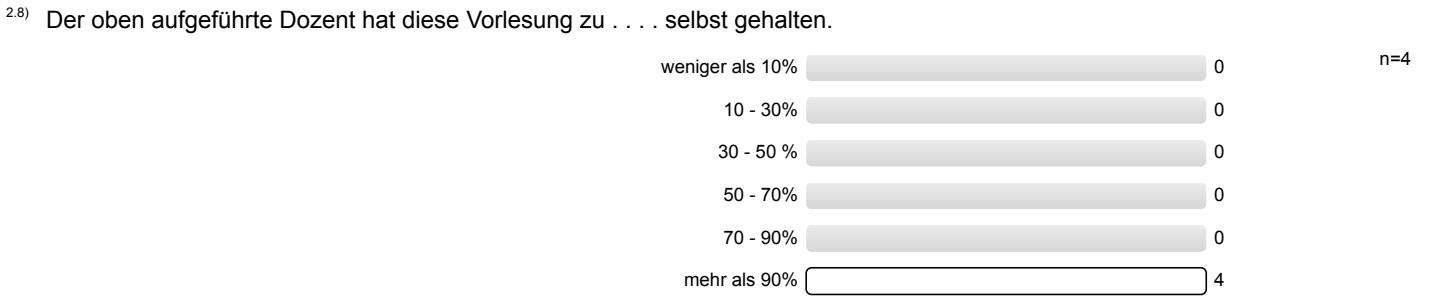 2.8) Der oben aufgeführte Dozent hat diese Vorlesung zu . . . . selbst gehalten.
weniger als 10% 0 n=4
10 - 30% 0
30 - 50 % 0
50 - 70% 0
70 - 90% 0
mehr als 90% 4